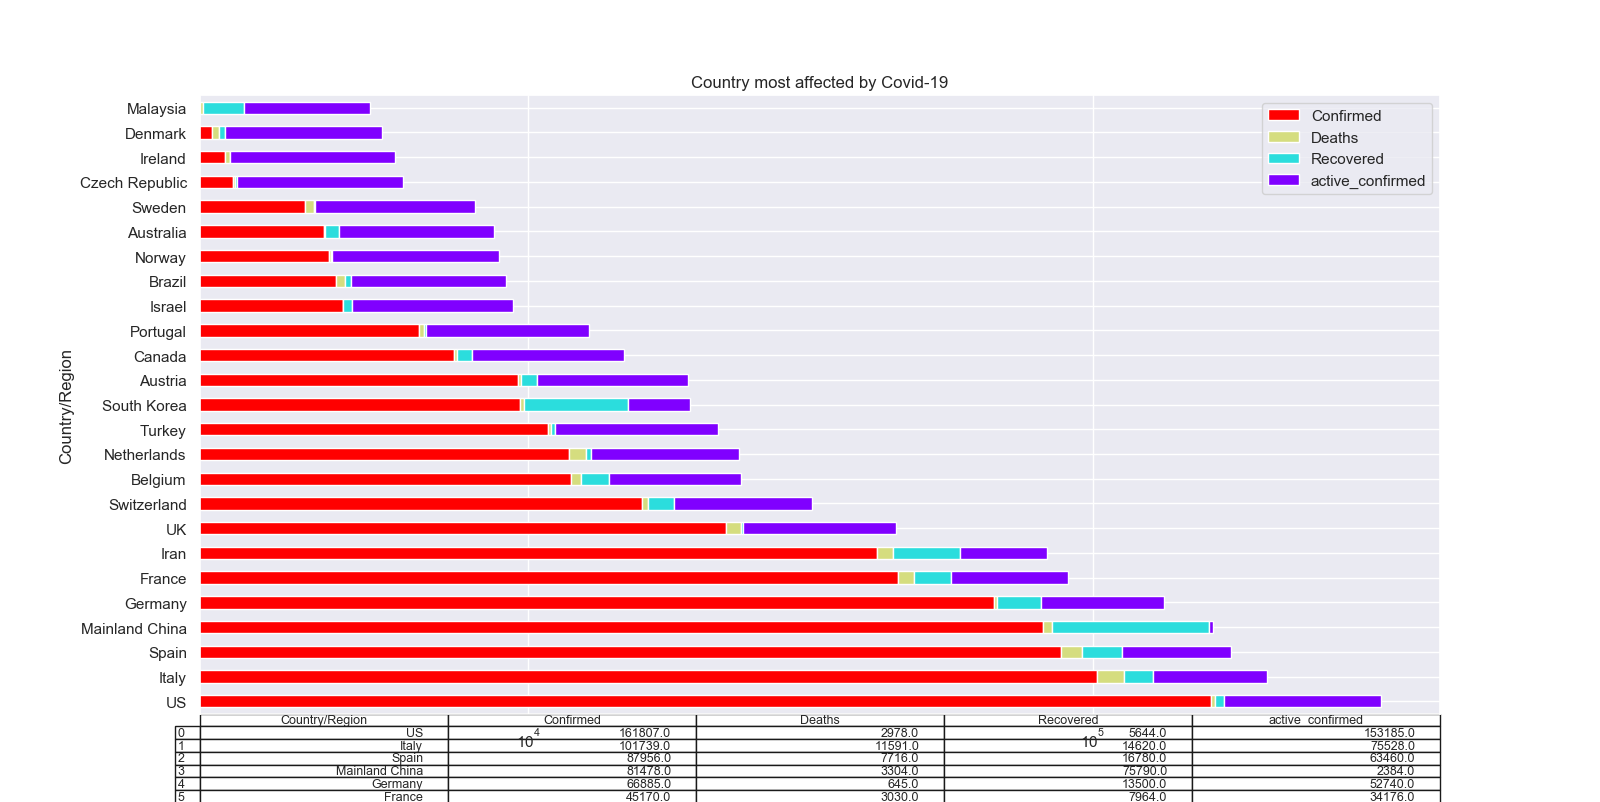 Country most affected by Covid-19
Confirmed
Deaths
Recovered
active_confirmed
Country/Region
Malaysia
Denmark
Ireland
Czech Republic
Sweden
Australia
Norway
Brazil
Israel
Portugal
Canada
Austria
South Korea
Turkey
Netherlands
Belgium
Switzerland
UK
Iran
France
Germany
Mainland China
Spain
Italy
US
10^4 10^5
Country/Region Confirmed Deaths Recovered active_confirmed
0 US 161807.0 2978.0 5644.0 153185.0
1 Italy 101739.0 11591.0 14620.0 75528.0
2 Spain 87956.0 7716.0 16780.0 63460.0
3 Mainland China 81478.0 3304.0 75790.0 2384.0
4 Germany 66885.0 645.0 13500.0 52740.0
5 France 45170.0 3030.0 7964.0 34176.0